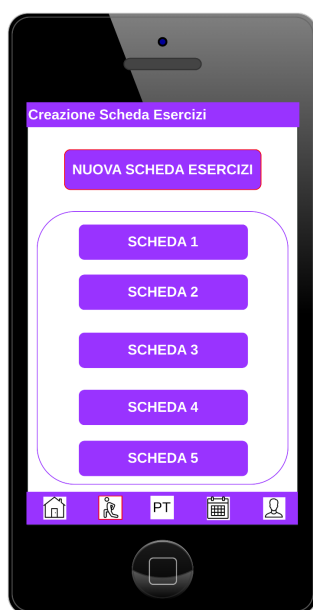 Creazione Scheda Esercizi
NUOVA SCHEDA ESERCIZI
SCHEDA 1
SCHEDA 2
SCHEDA 3
SCHEDA 4
SCHEDA 5
PT